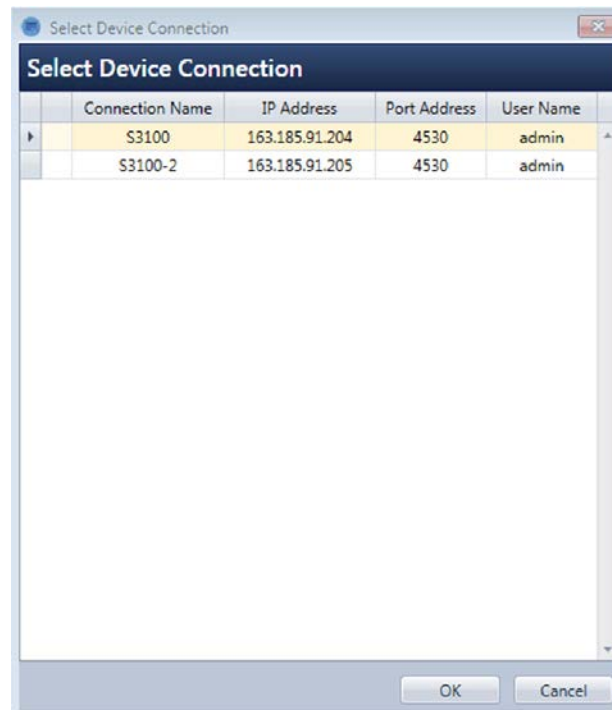 Select Device Connection
Select Device Connection
Connection Name IP Address Port Address User Name
S3100 163.185.91.204 4530 admin
S3100-2 163.185.91.205 4530 admin
OK Cancel